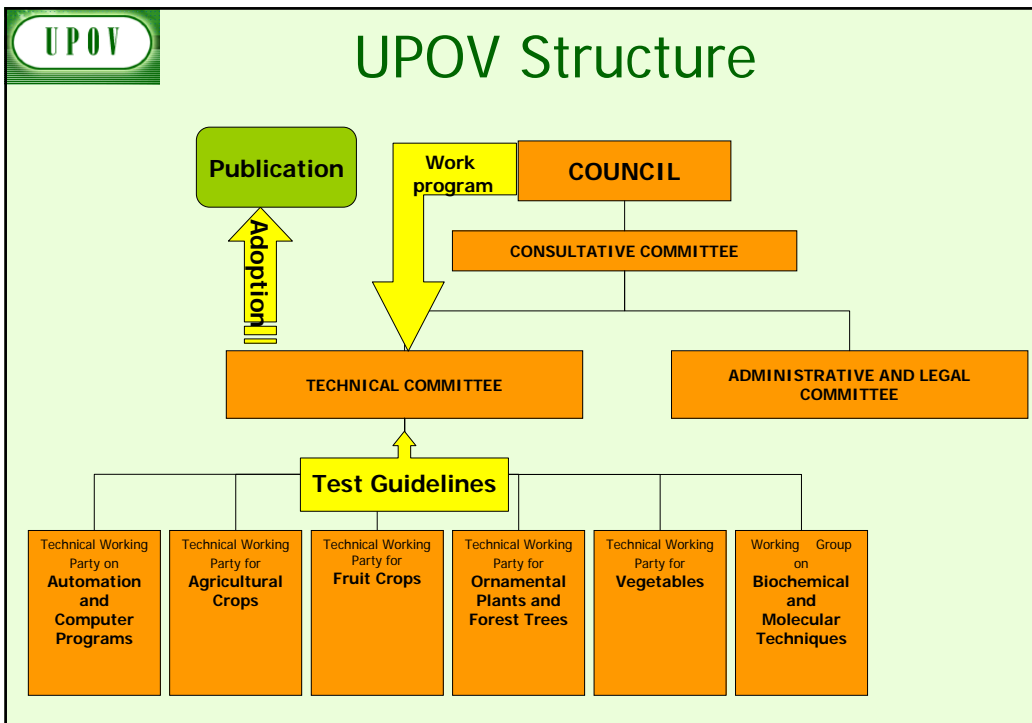 UPOV
UPOV Structure
Publication
Work
program
COUNCIL
Adoption
CONSULTATIVE COMMITTEE
TECHNICAL COMMITTEE
ADMINISTRATIVE AND LEGAL
COMMITTEE
Test Guidelines
Technical Working
Party on
Automation
and
Computer
Programs
Technical Working
Party for
Agricultural
Crops
Technical Working
Party for
Fruit Crops
Technical Working
Party for
Ornamental
Plants and
Forest Trees
Technical Working
Party for
Vegetables
Working Group
on
Biochemical
and
Molecular
Techniques